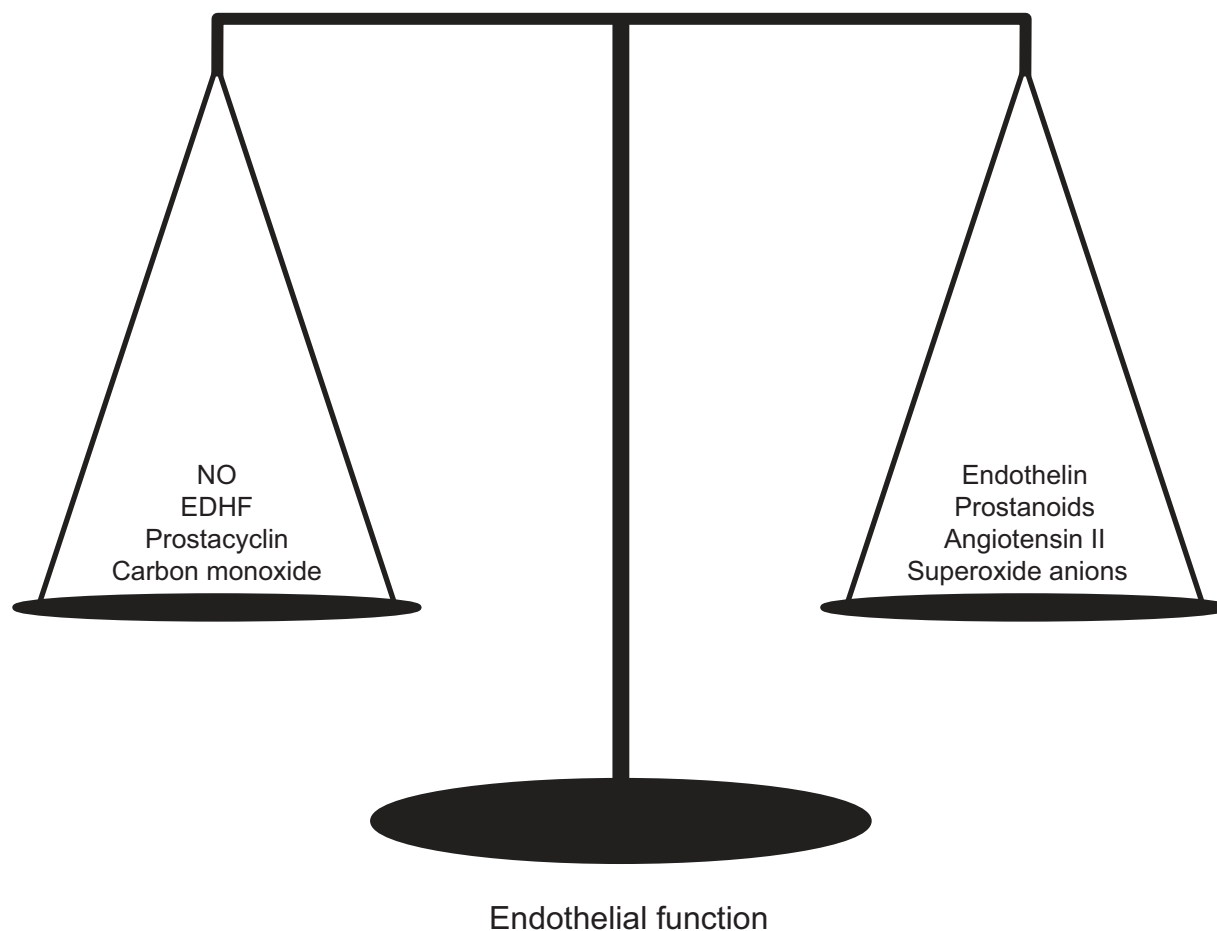 NO
EDHF
Prostacyclin
Carbon monoxide
Endothelin
Prostanoids
Angiotensin II
Superoxide anions
Endothelial function